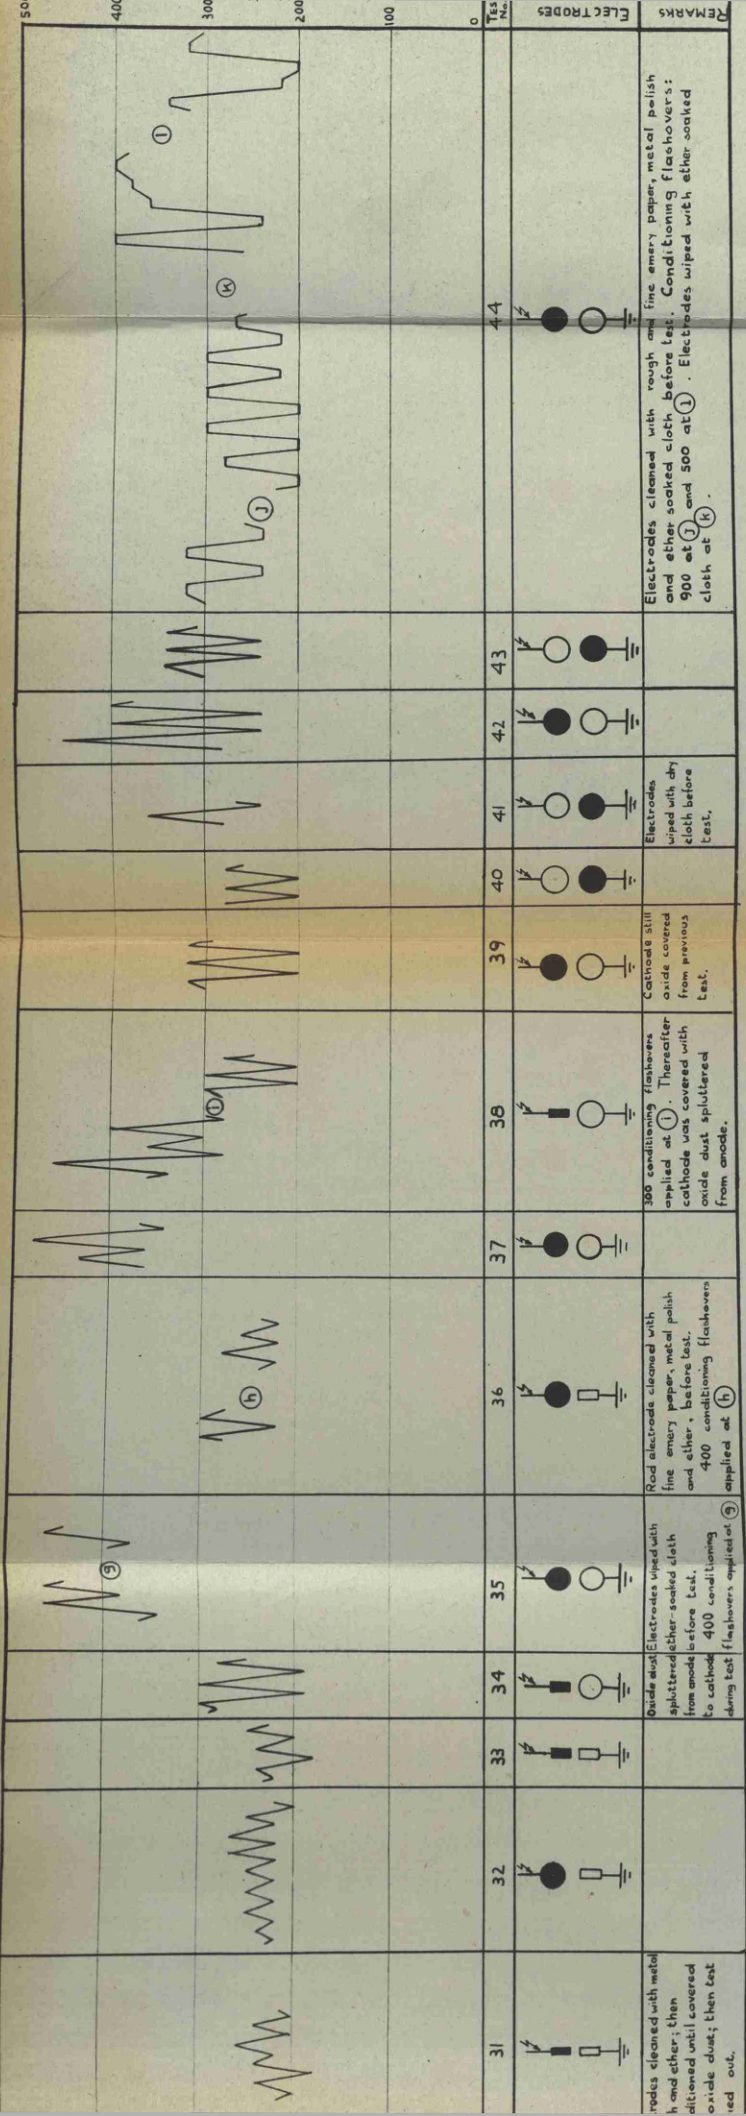 500
400
300
200
100
0
TES
No.
ELECTRODES
REMARKS
31
32
33
34
35
36
37
38
39
40
41
42
43
44
g
h
i
j
k
l
rodes cleaned with metal
h and ether; then
ditioned until covered
oxide dust; then test
ied out.
Oxide dust
spluttered
from anode
to cathode
during test
Electrodes wiped with
ether-soaked cloth
before test.
400 conditioning
flashovers applied at g
Rod electrode cleaned with
fine emery paper, metal polish
and ether, before test.
400 conditioning flashovers
applied at h
300 conditioning flashovers
applied at i. Thereafter
cathode was covered with
oxide dust spluttered
from anode.
Cathode still
oxide covered
from previous
test.
Electrodes
wiped with dry
cloth before
test.
Electrodes cleaned with rough and fine emery paper, metal polish
and ether soaked cloth before test. Conditioning flashovers:
900 at j and 500 at l. Electrodes wiped with ether soaked
cloth at k.